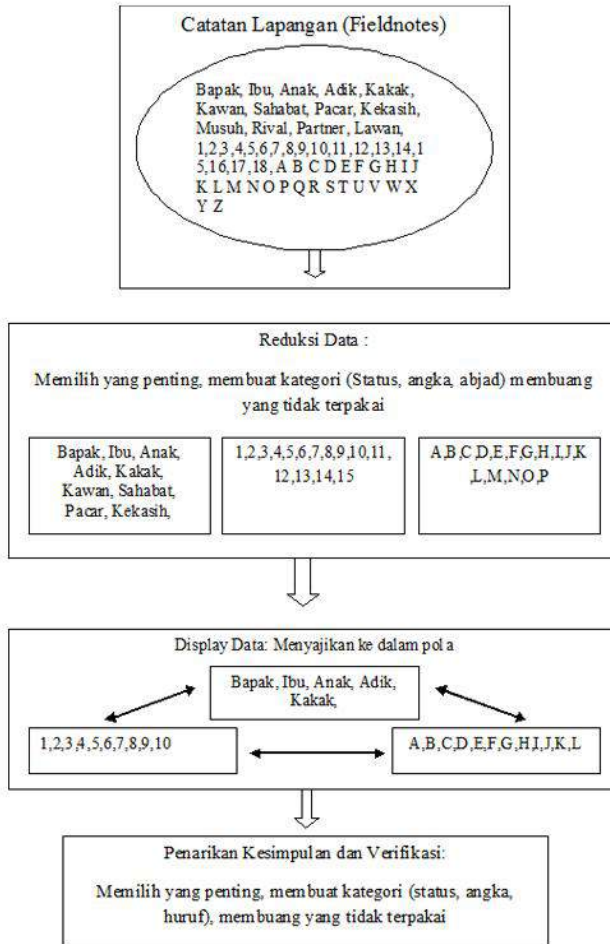 Catatan Lapangan (Fieldnotes)
Bapak, Ibu, Anak, Adik, Kakak,
Kawan, Sahabat, Pacar, Kekasih,
Musuh, Rival, Partner, Lawan,
1,2,3,4,5,6,7,8,9,10,11,12,13,14,1
5,16,17,18, A B C D E F G H I J
K L M N O P Q R S T U V W X
Y Z
Reduksi Data :
Memilih yang penting, membuat kategori (Status, angka, abjad) membuang
yang tidak terpakai
Bapak, Ibu, Anak,
Adik, Kakak,
Kawan, Sahabat,
Pacar, Kekasih,
1,2,3,4,5,6,7,8,9,10,11,
12,13,14,15
A,B,C,D,E,F,G,H,I,J,K
,L,M,N,O,P
Display Data: Menyajikan ke dalam pola
Bapak, Ibu, Anak, Adik,
Kakak,
1,2,3,4,5,6,7,8,9,10
A,B,C,D,E,F,G,H,I,J,K,L
Penarikan Kesimpulan dan Verifikasi:
Memilih yang penting, membuat kategori (status, angka,
huruf), membuang yang tidak terpakai